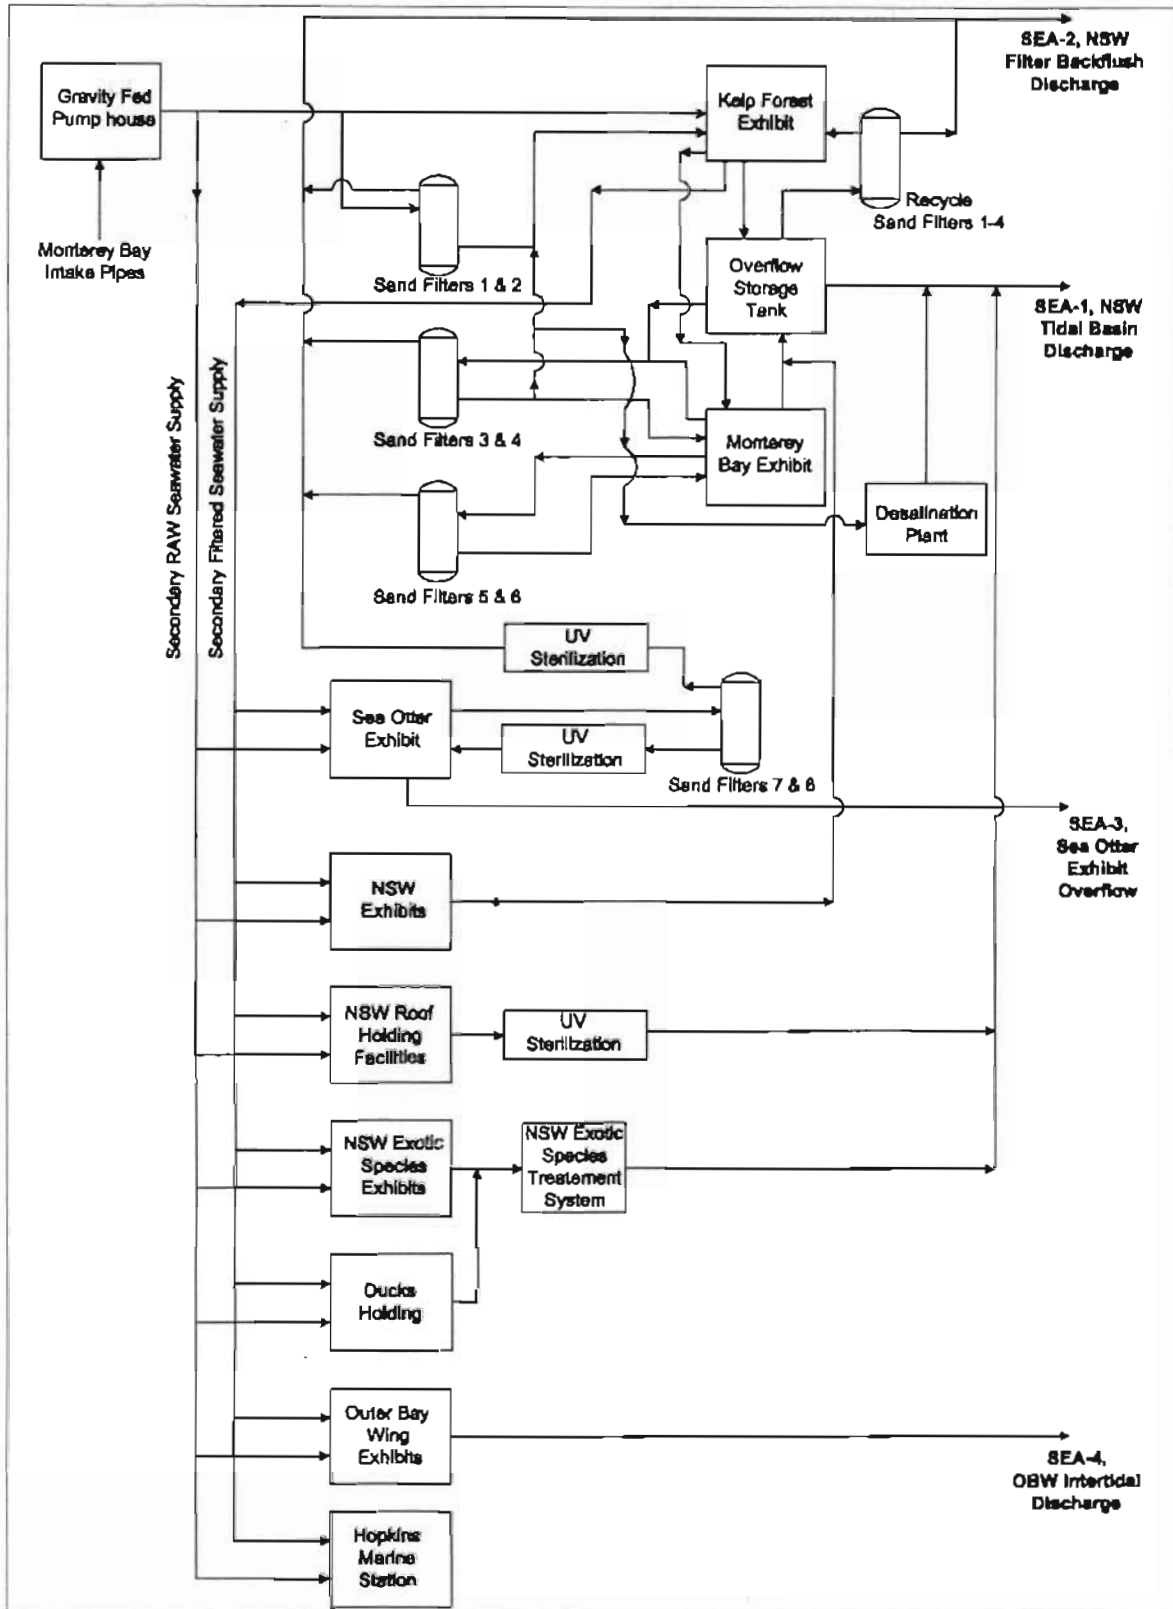 SEA-2, NSW
Filter Backflush
Discharge
Gravity Fed
Pump house
Kelp Forest
Exhibit
Monterey Bay
Intake Pipes
Recycle
Sand Filters 1-4
Sand Filters 1 & 2
Overflow
Storage
Tank
SEA-1, NSW
Tidal Basin
Discharge
Sand Filters 3 & 4
Monterey
Bay Exhibit
Secondary RAW Seawater Supply
Secondary Filtered Seawater Supply
Desalination
Plant
Sand Filters 5 & 6
UV
Sterilization
Sea Otter
Exhibit
UV
Sterilization
Sand Filters 7 & 8
SEA-3,
Sea Otter
Exhibit
Overflow
NSW
Exhibits
NSW Roof
Holding
Facilities
UV
Sterilization
NSW Exotic
Species
Exhibits
NSW Exotic
Species
Treatement
System
Ducks
Holding
Outer Bay
Wing
Exhibits
SEA-4,
OBW Intertidal
Discharge
Hopkins
Marine
Station